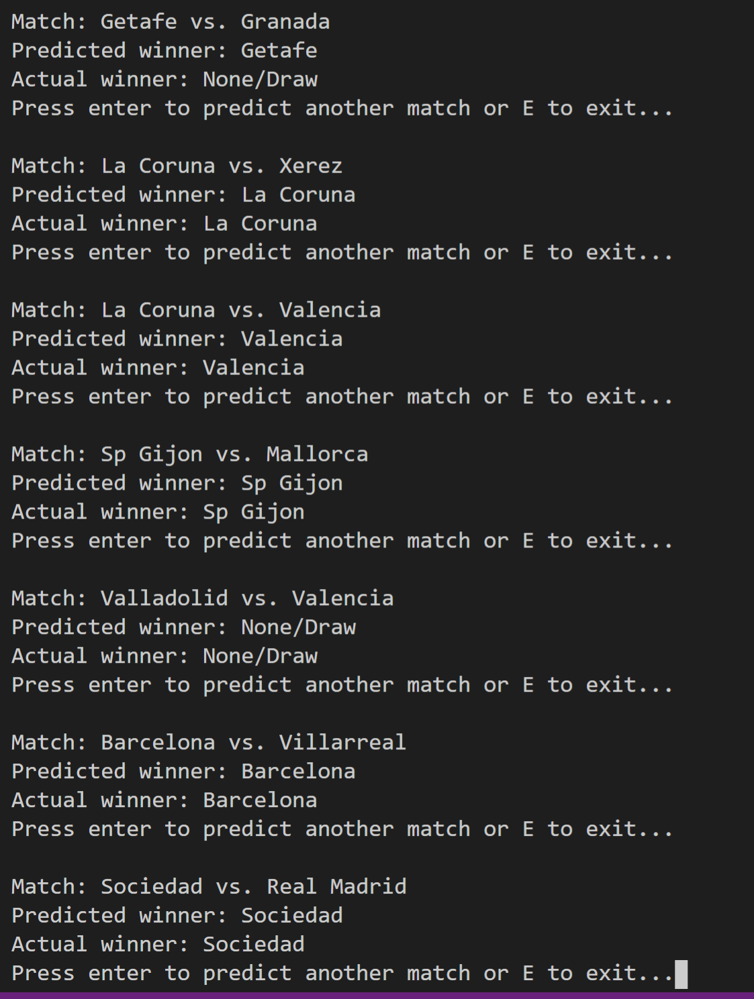 Match: Getafe vs. Granada
Predicted winner: Getafe
Actual winner: None/Draw
Press enter to predict another match or E to exit...
Match: La Coruna vs. Xerez
Predicted winner: La Coruna
Actual winner: La Coruna
Press enter to predict another match or E to exit...
Match: La Coruna vs. Valencia
Predicted winner: Valencia
Actual winner: Valencia
Press enter to predict another match or E to exit...
Match: Sp Gijon vs. Mallorca
Predicted winner: Sp Gijon
Actual winner: Sp Gijon
Press enter to predict another match or E to exit...
Match: Valladolid vs. Valencia
Predicted winner: None/Draw
Actual winner: None/Draw
Press enter to predict another match or E to exit...
Match: Barcelona vs. Villarreal
Predicted winner: Barcelona
Actual winner: Barcelona
Press enter to predict another match or E to exit...
Match: Sociedad vs. Real Madrid
Predicted winner: Sociedad
Actual winner: Sociedad
Press enter to predict another match or E to exit...